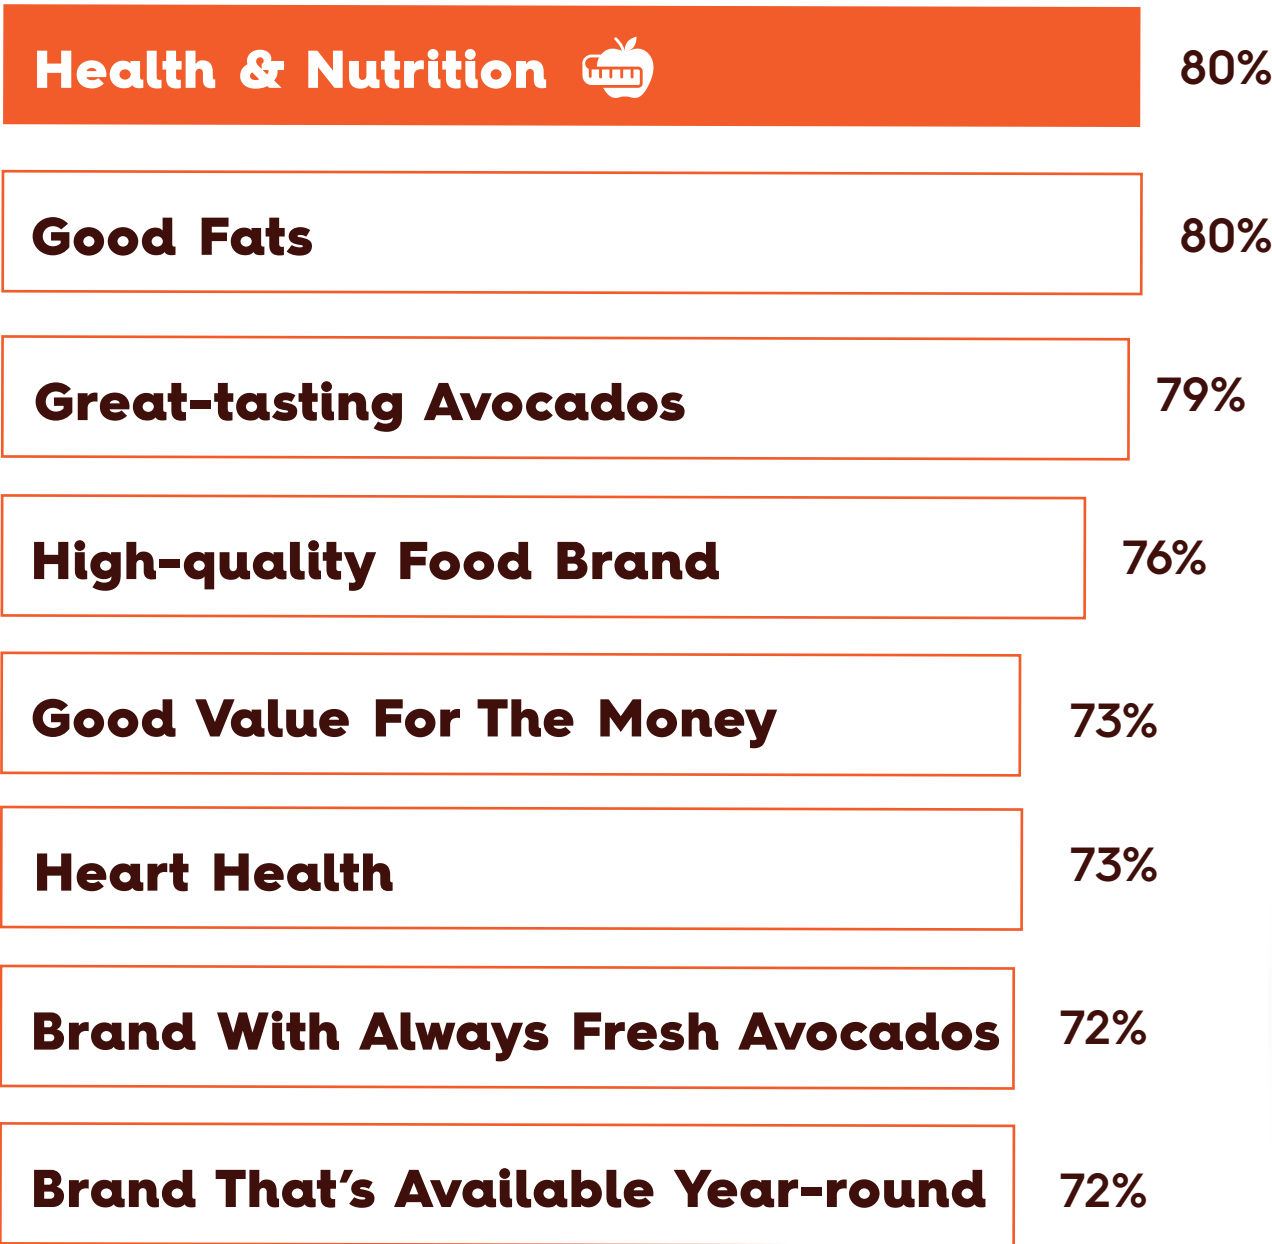 Health & Nutrition 80%
Good Fats 80%
Great-tasting Avocados 79%
High-quality Food Brand 76%
Good Value For The Money 73%
Heart Health 73%
Brand With Always Fresh Avocados 72%
Brand That’s Available Year-round 72%